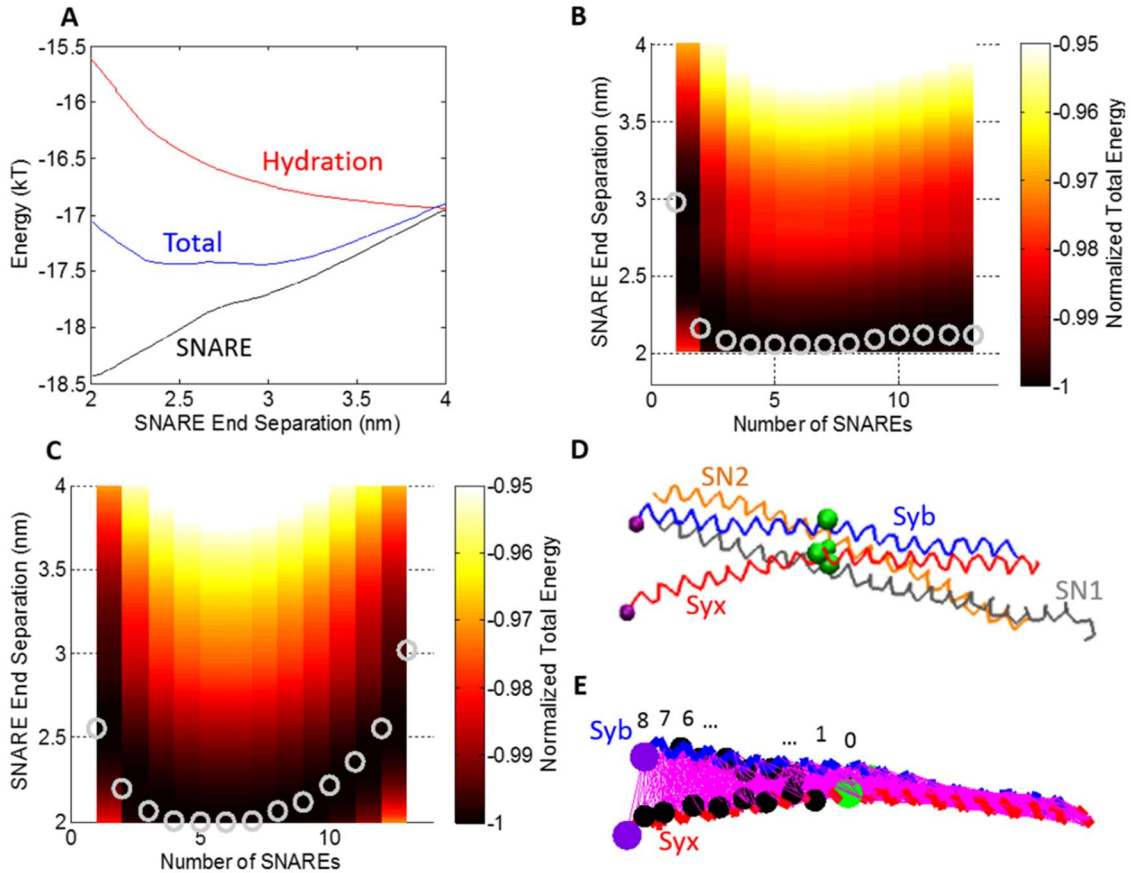 A
Energy (kT)
-15.5
-16
-16.5
-17
-17.5
-18
-18.5
Hydration
Total
SNARE
2 2.5 3 3.5 4
SNARE End Separation (nm)
B
SNARE End Separation (nm)
4
3.5
3
2.5
2
0 5 10
Number of SNAREs
-0.95
-0.96
-0.97
-0.98
-0.99
-1
Normalized Total Energy
C
SNARE End Separation (nm)
4
3.5
3
2.5
2
0 5 10
Number of SNAREs
-0.95
-0.96
-0.97
-0.98
-0.99
-1
Normalized Total Energy
D
SN2
Syb
Syx
SN1
E
Syb 8 7 6 ... ... 1 0
Syx